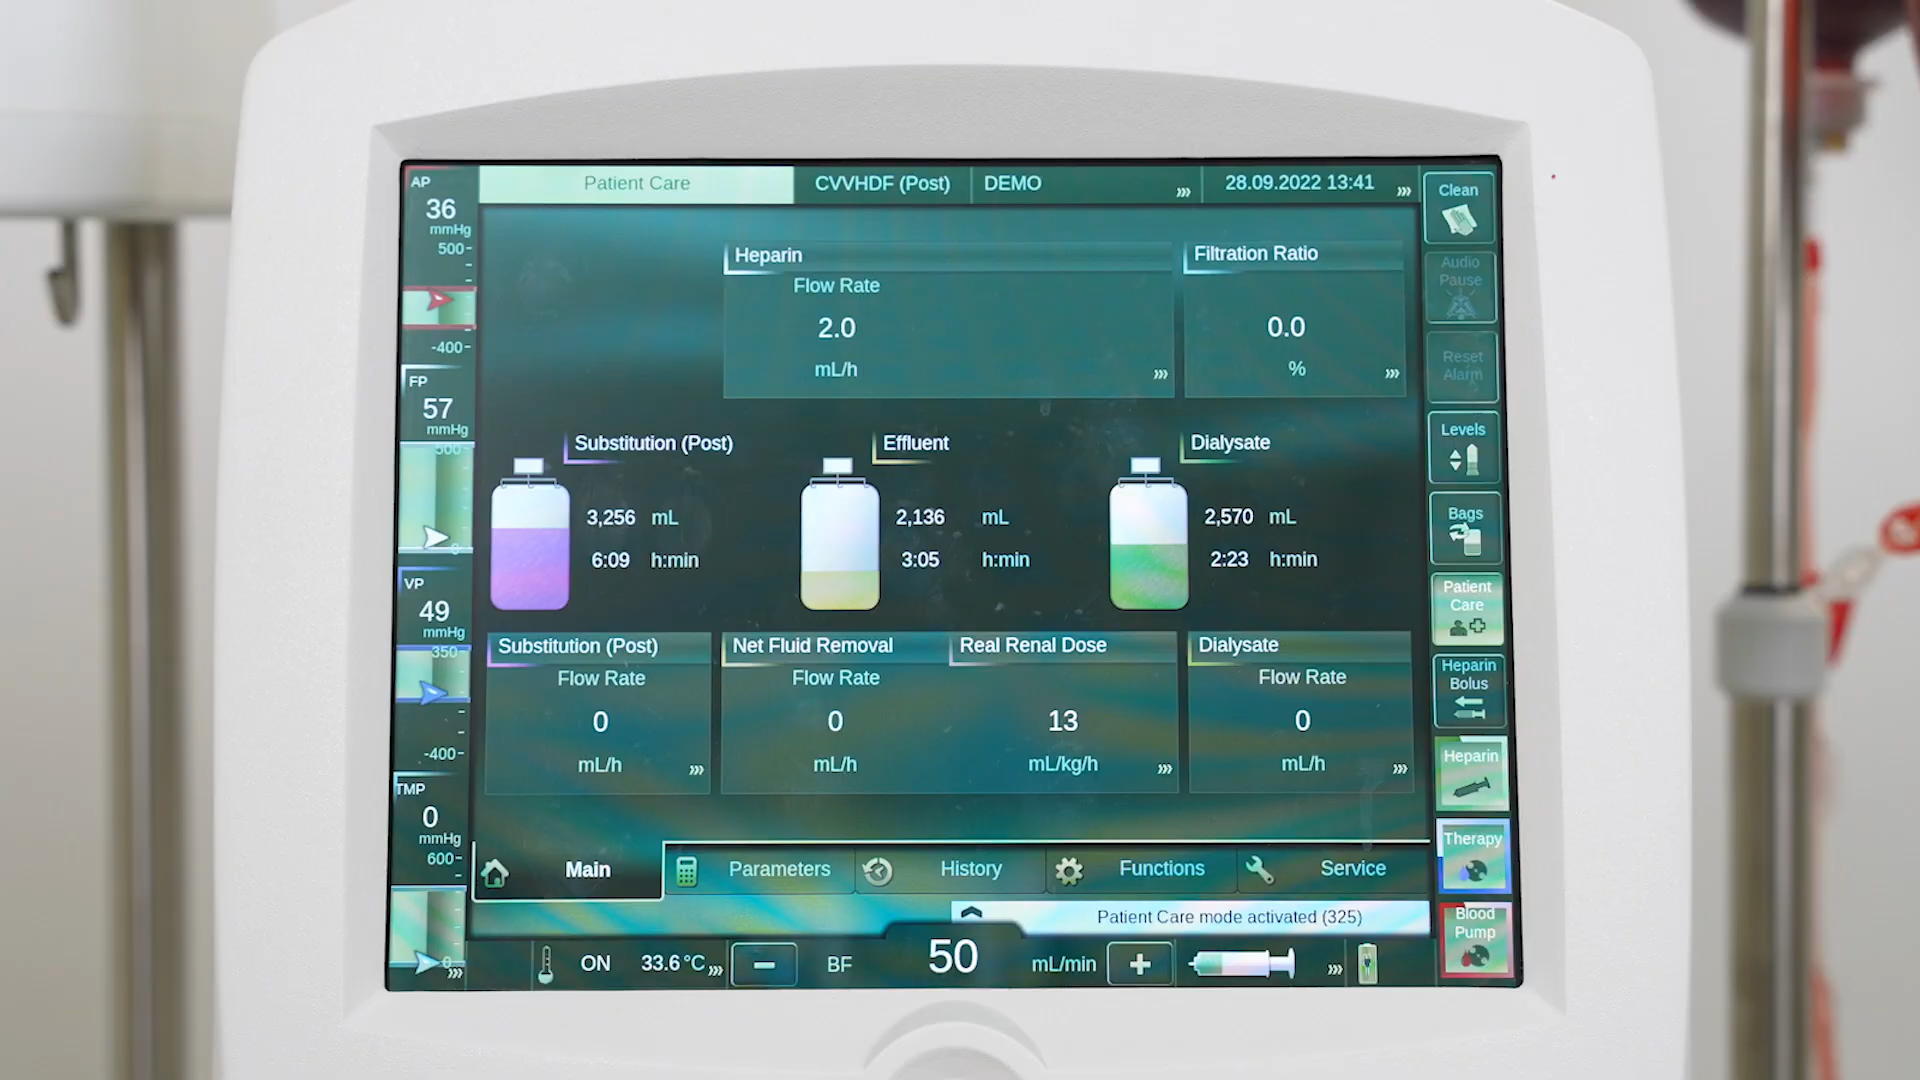 AP
36
mmHg
500
-400
FP
57
mmHg
500
0
VP
49
mmHg
350
-400
TMP
0
mmHg
600
0
Patient Care
CVVHDF (Post)
DEMO
28.09.2022 13:41
Heparin
Flow Rate
2.0
mL/h
Filtration Ratio
0.0
%
Substitution (Post)
3,256 mL
6:09 h:min
Effluent
2,136 mL
3:05 h:min
Dialysate
2,570 mL
2:23 h:min
Substitution (Post)
Flow Rate
0
mL/h
Net Fluid Removal
Flow Rate
0
mL/h
Real Renal Dose
13
mL/kg/h
Dialysate
Flow Rate
0
mL/h
Main
Parameters
History
Functions
Service
Patient Care mode activated (325)
ON
33.6 °C
BF
50
mL/min
Clean
Audio
Pause
Reset
Alarm
Levels
Bags
Patient
Care
Heparin
Bolus
Heparin
Therapy
Blood
Pump